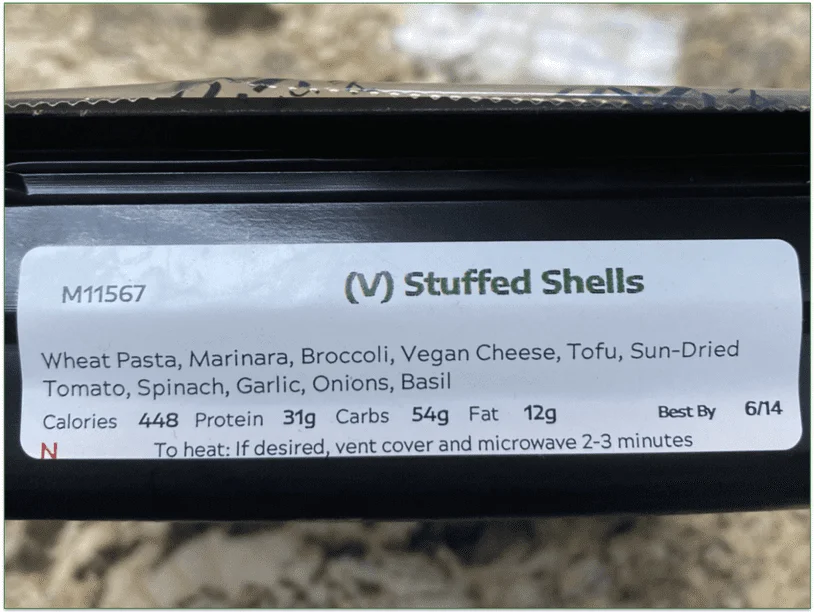 M11567
(V) Stuffed Shells
Wheat Pasta, Marinara, Broccoli, Vegan Cheese, Tofu, Sun-Dried
Tomato, Spinach, Garlic, Onions, Basil
Calories 448 Protein 31g Carbs 54g Fat 12g Best By 6/14
N To heat: If desired, vent cover and microwave 2-3 minutes